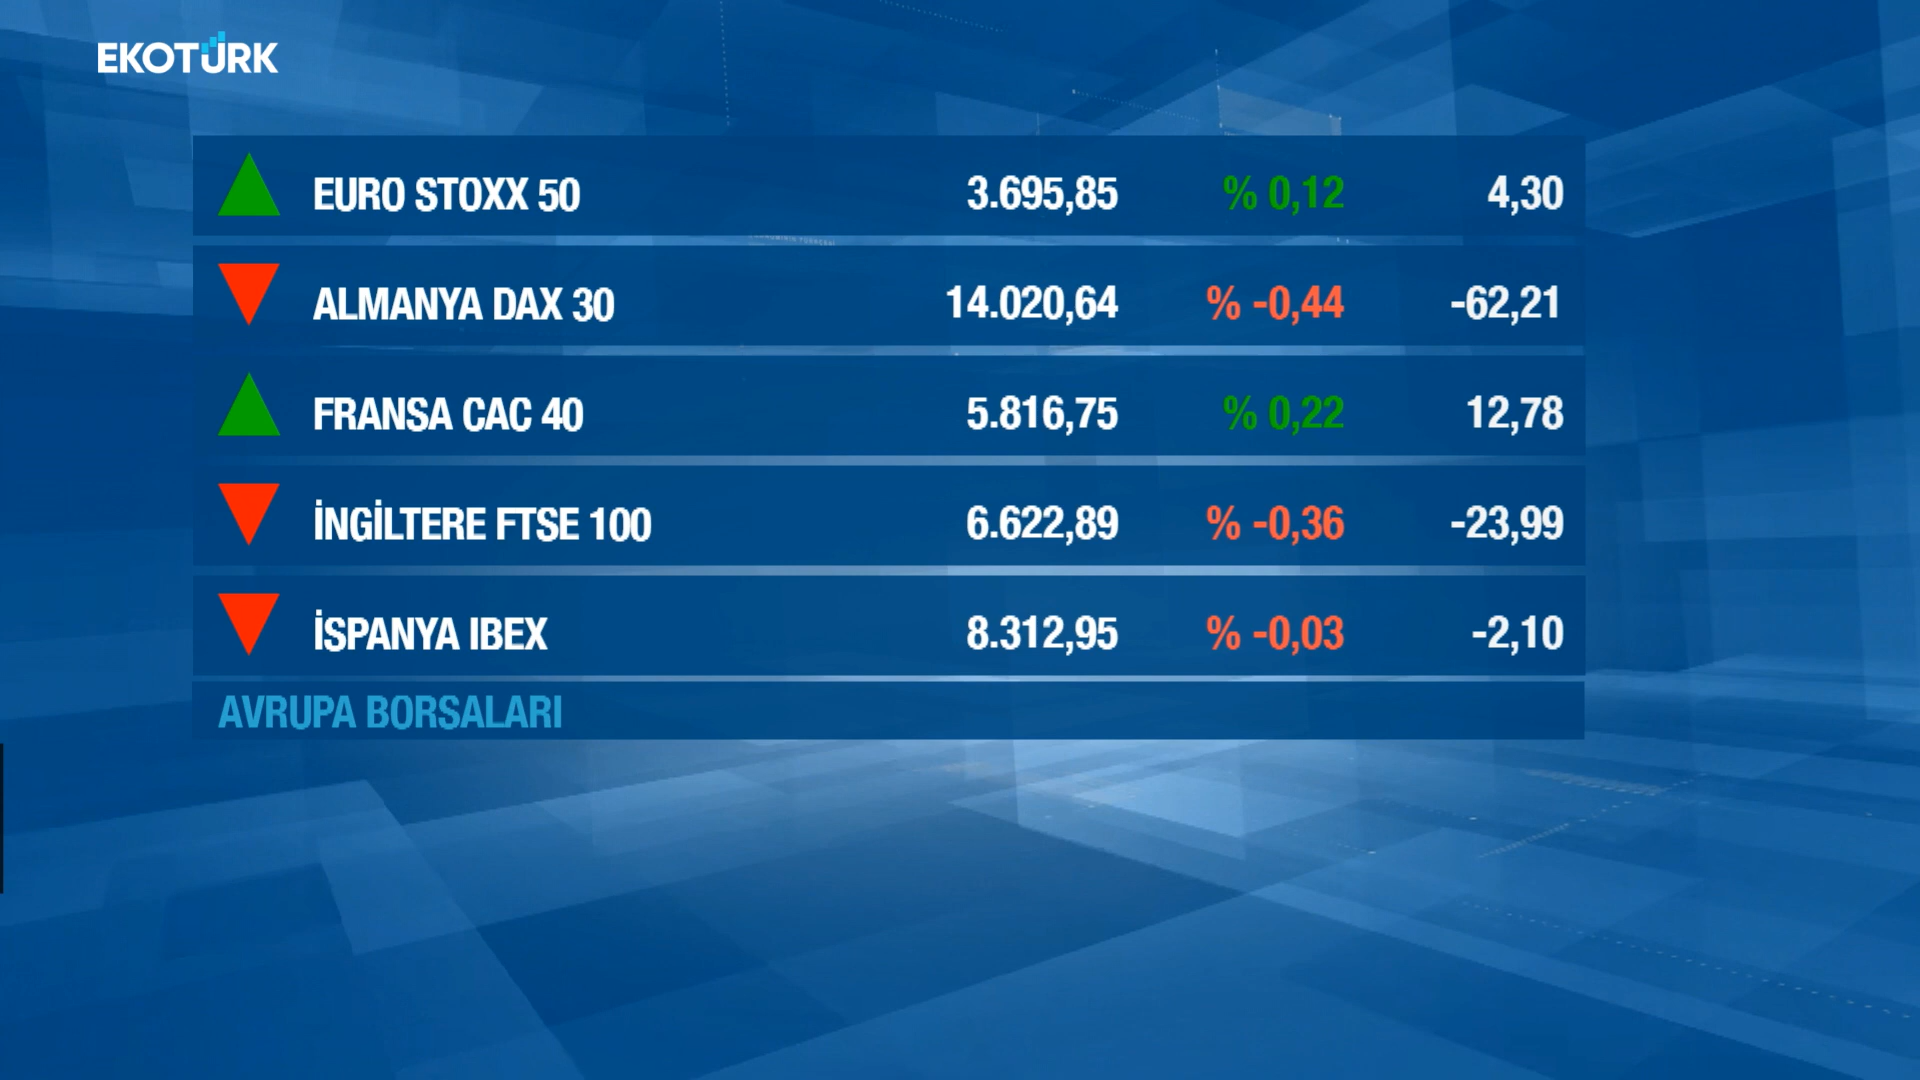 EKOTÜRK
EURO STOXX 50 3.695,85 % 0,12 4,30
ALMANYA DAX 30 14.020,64 % -0,44 -62,21
FRANSA CAC 40 5.816,75 % 0,22 12,78
İNGİLTERE FTSE 100 6.622,89 % -0,36 -23,99
İSPANYA IBEX 8.312,95 % -0,03 -2,10
AVRUPA BORSALARI